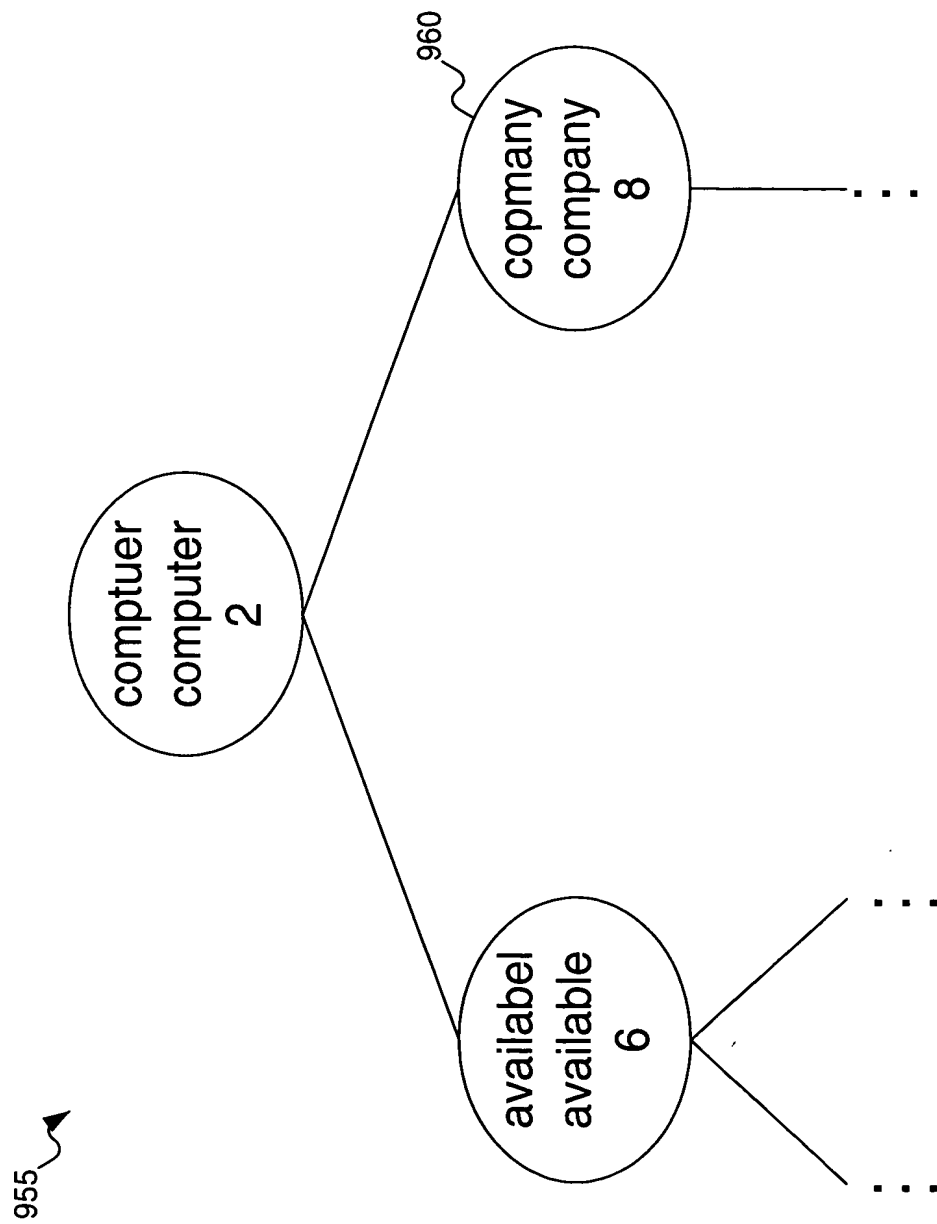 955
comptuer
computer
2
availabel
available
6
960
copmany
company
8
. . .
. . .
. . .